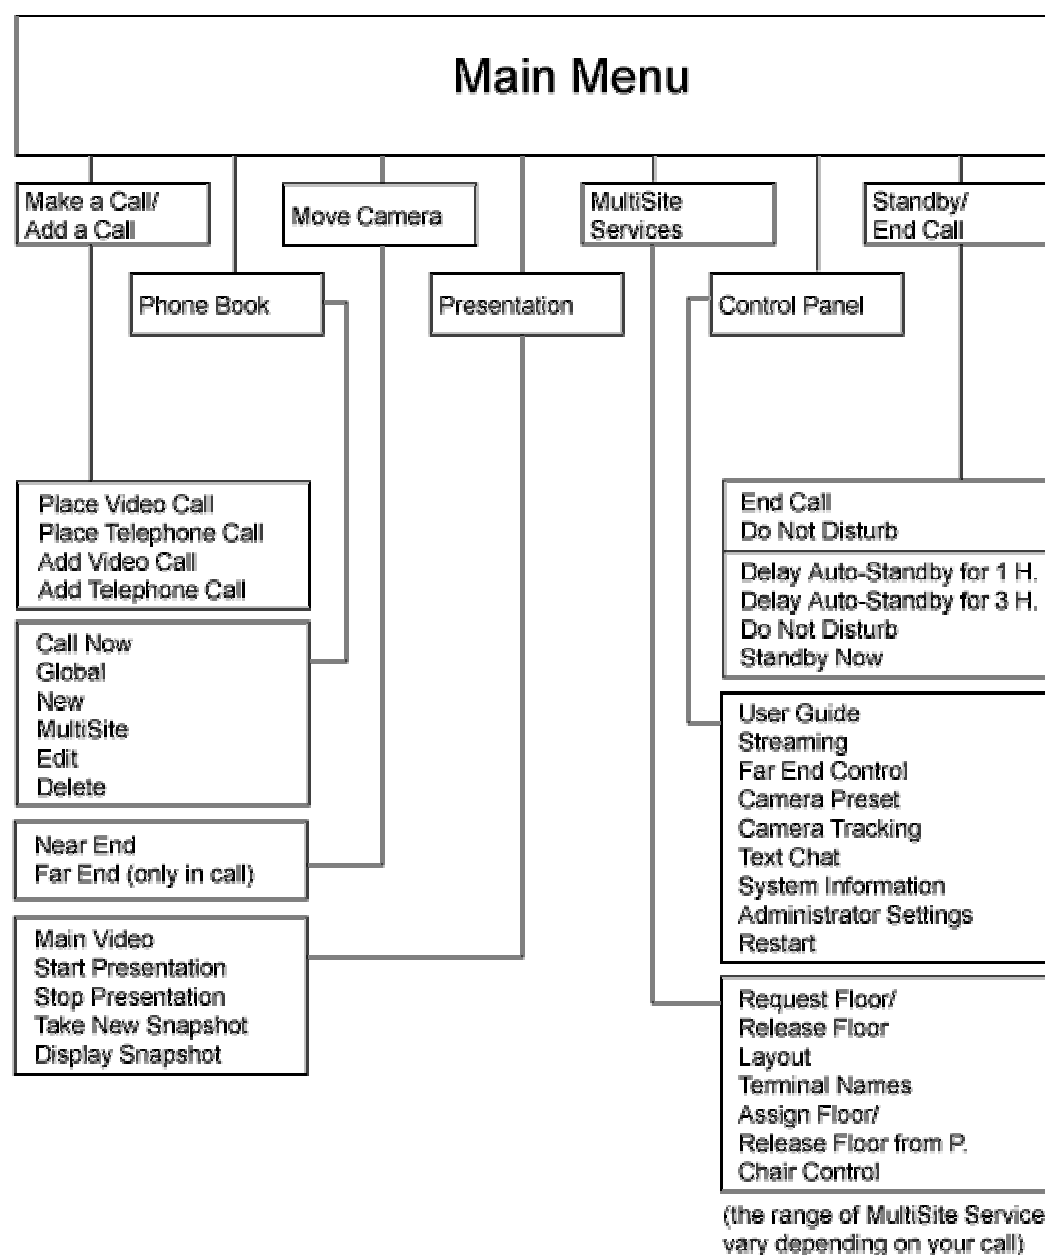 Main Menu
Make a Call/
Add a Call
Move Camera
MultiSite
Services
Standby/
End Call
Phone Book
Presentation
Control Panel
Place Video Call
Place Telephone Call
Add Video Call
Add Telephone Call
Call Now
Global
New
MultiSite
Edit
Delete
Near End
Far End (only in call)
Main Video
Start Presentation
Stop Presentation
Take New Snapshot
Display Snapshot
End Call
Do Not Disturb
Delay Auto-Standby for 1 H.
Delay Auto-Standby for 3 H.
Do Not Disturb
Standby Now
User Guide
Streaming
Far End Control
Camera Preset
Camera Tracking
Text Chat
System Information
Administrator Settings
Restart
Request Floor/
Release Floor
Layout
Terminal Names
Assign Floor/
Release Floor from P.
Chair Control
(the range of MultiSite Service
vary depending on your call)